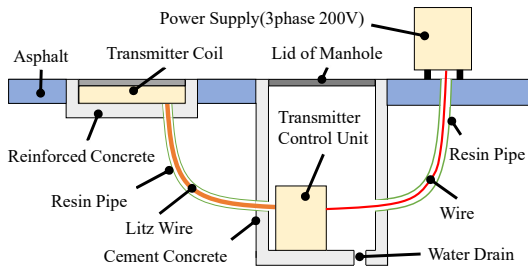 Power Supply(3phase 200V)
Asphalt
Transmitter Coil
Lid of Manhole
Transmitter
Control Unit
Reinforced Concrete
Resin Pipe
Resin Pipe
Litz Wire
Wire
Cement Concrete
Water Drain